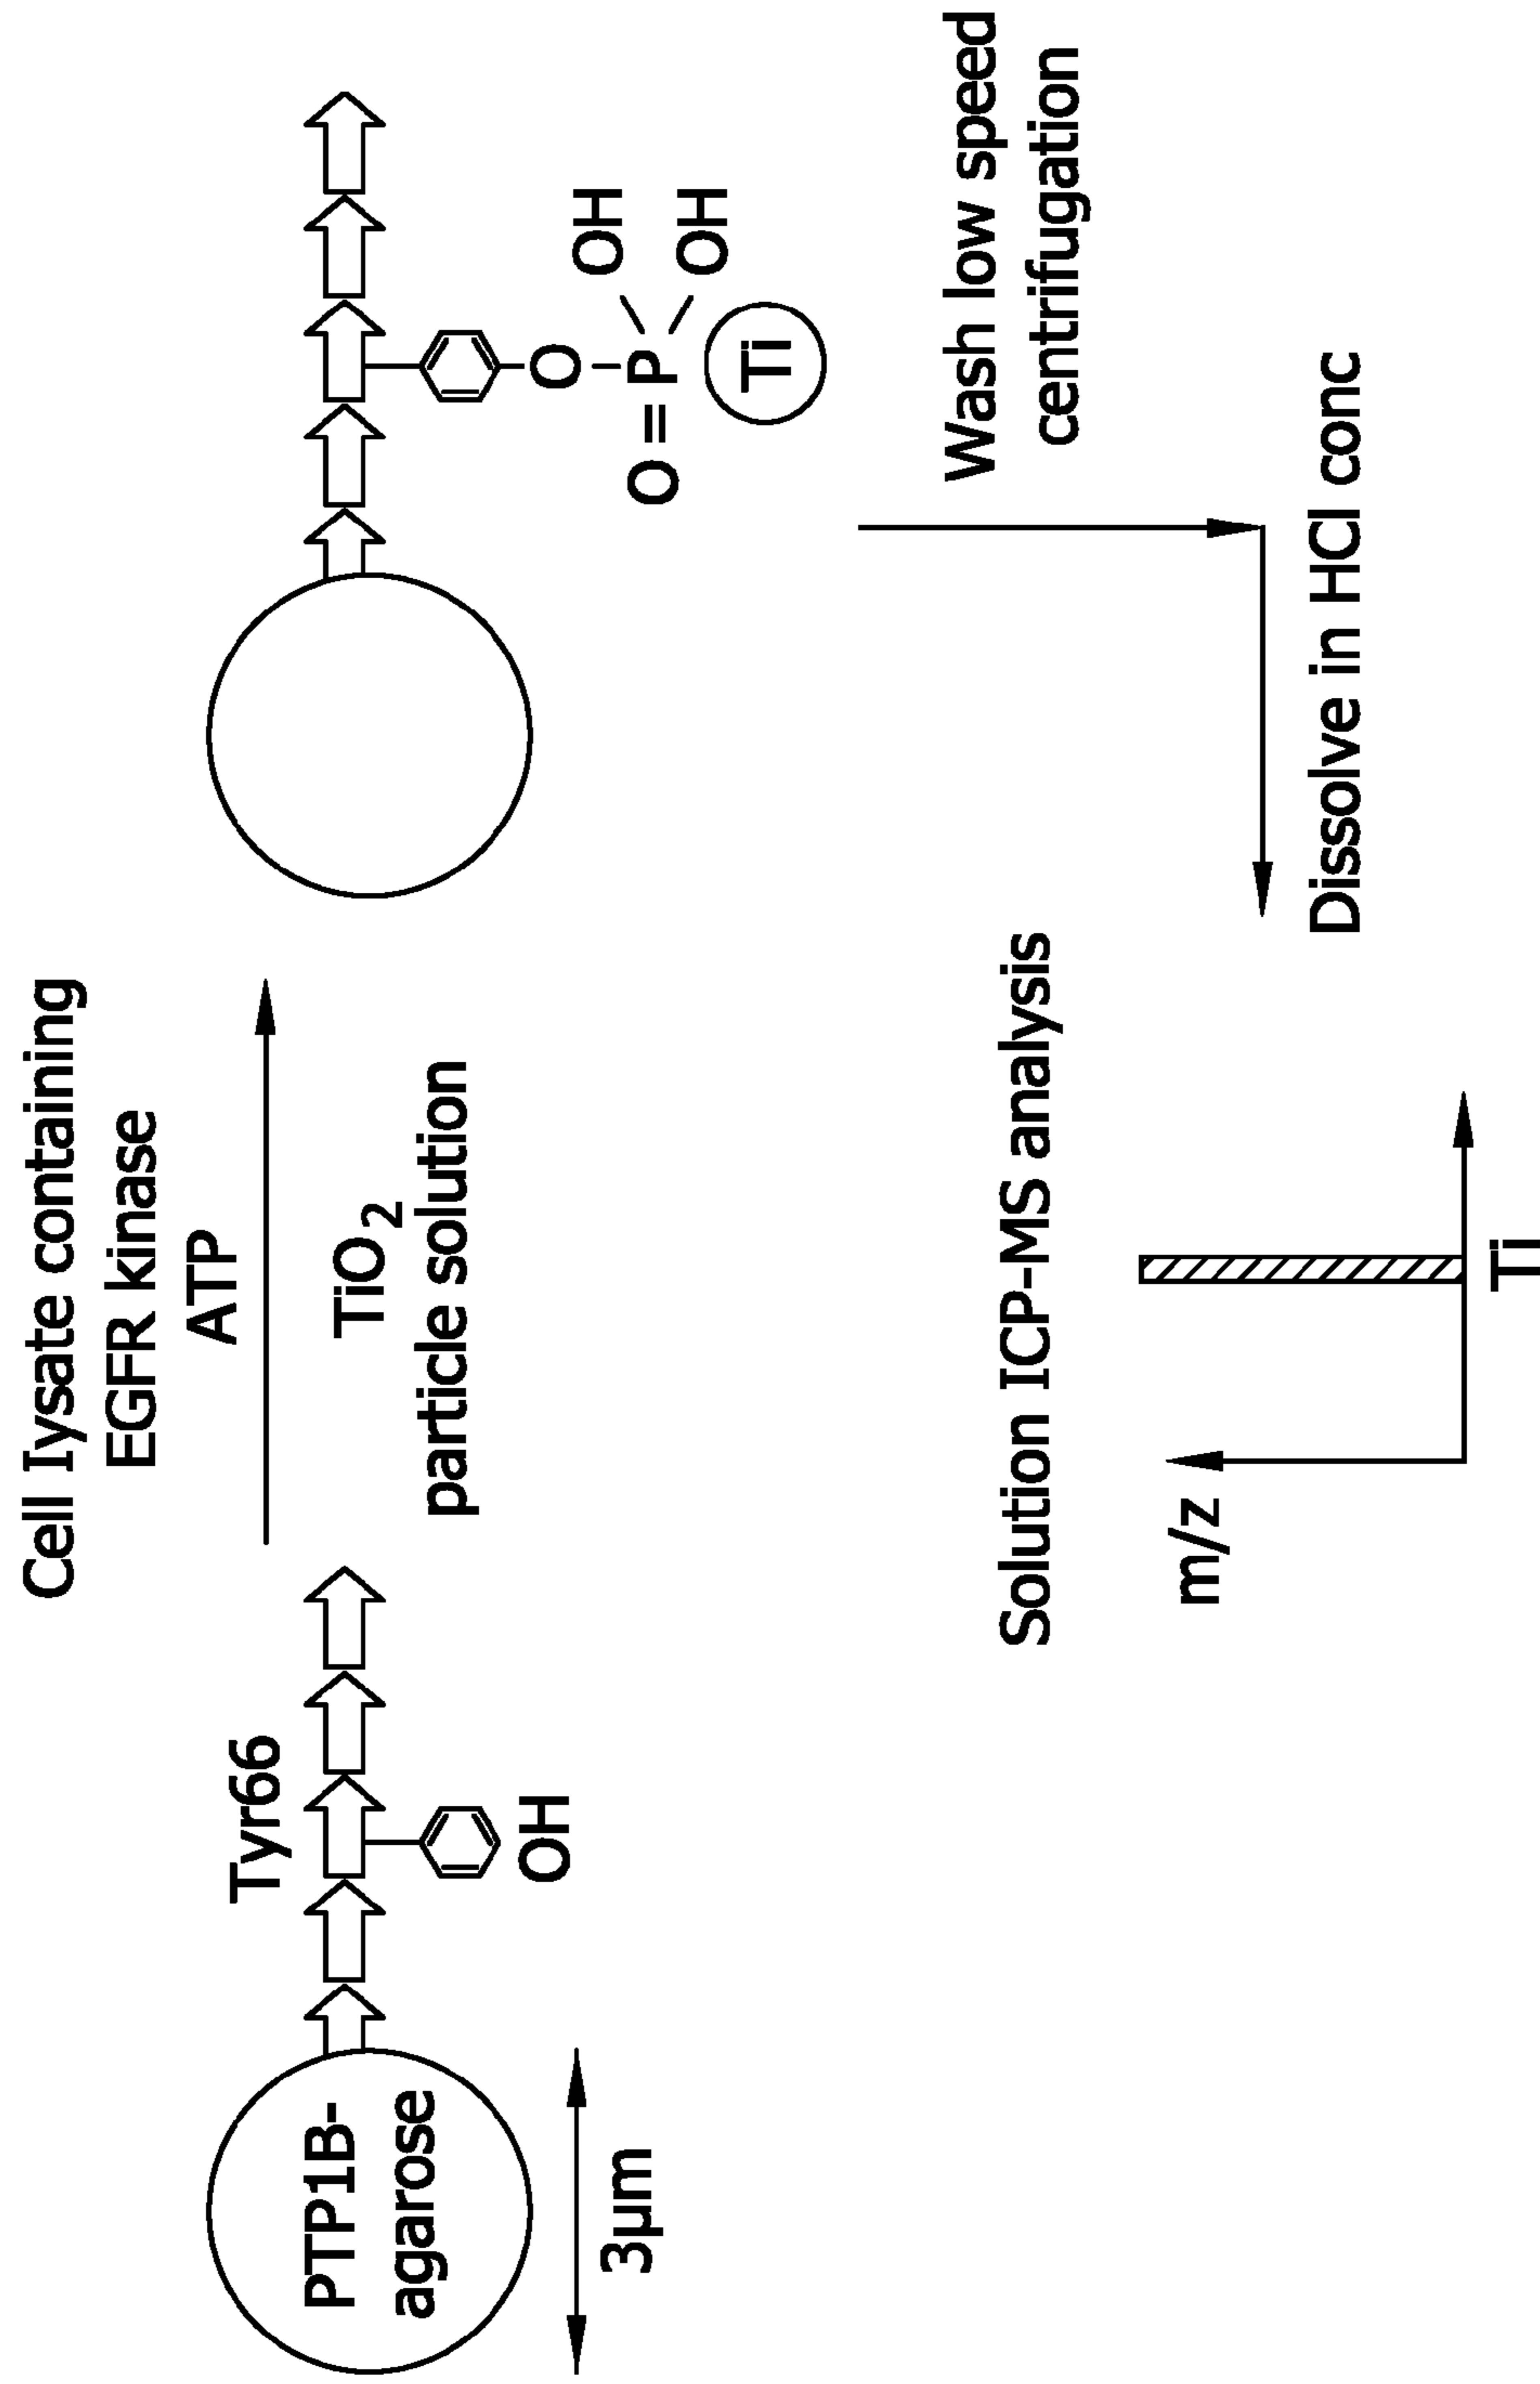 Cell Iysate containing
EGFR kinase
ATP
TiO2
particle solution
Tyr66
OH
PTP1B-
agarose
3μm
O
O=P
OH
OH
Ti
Wash low speed
centrifugation
Dissolve in HCl conc
Solution ICP-MS analysis
m/z
Ti